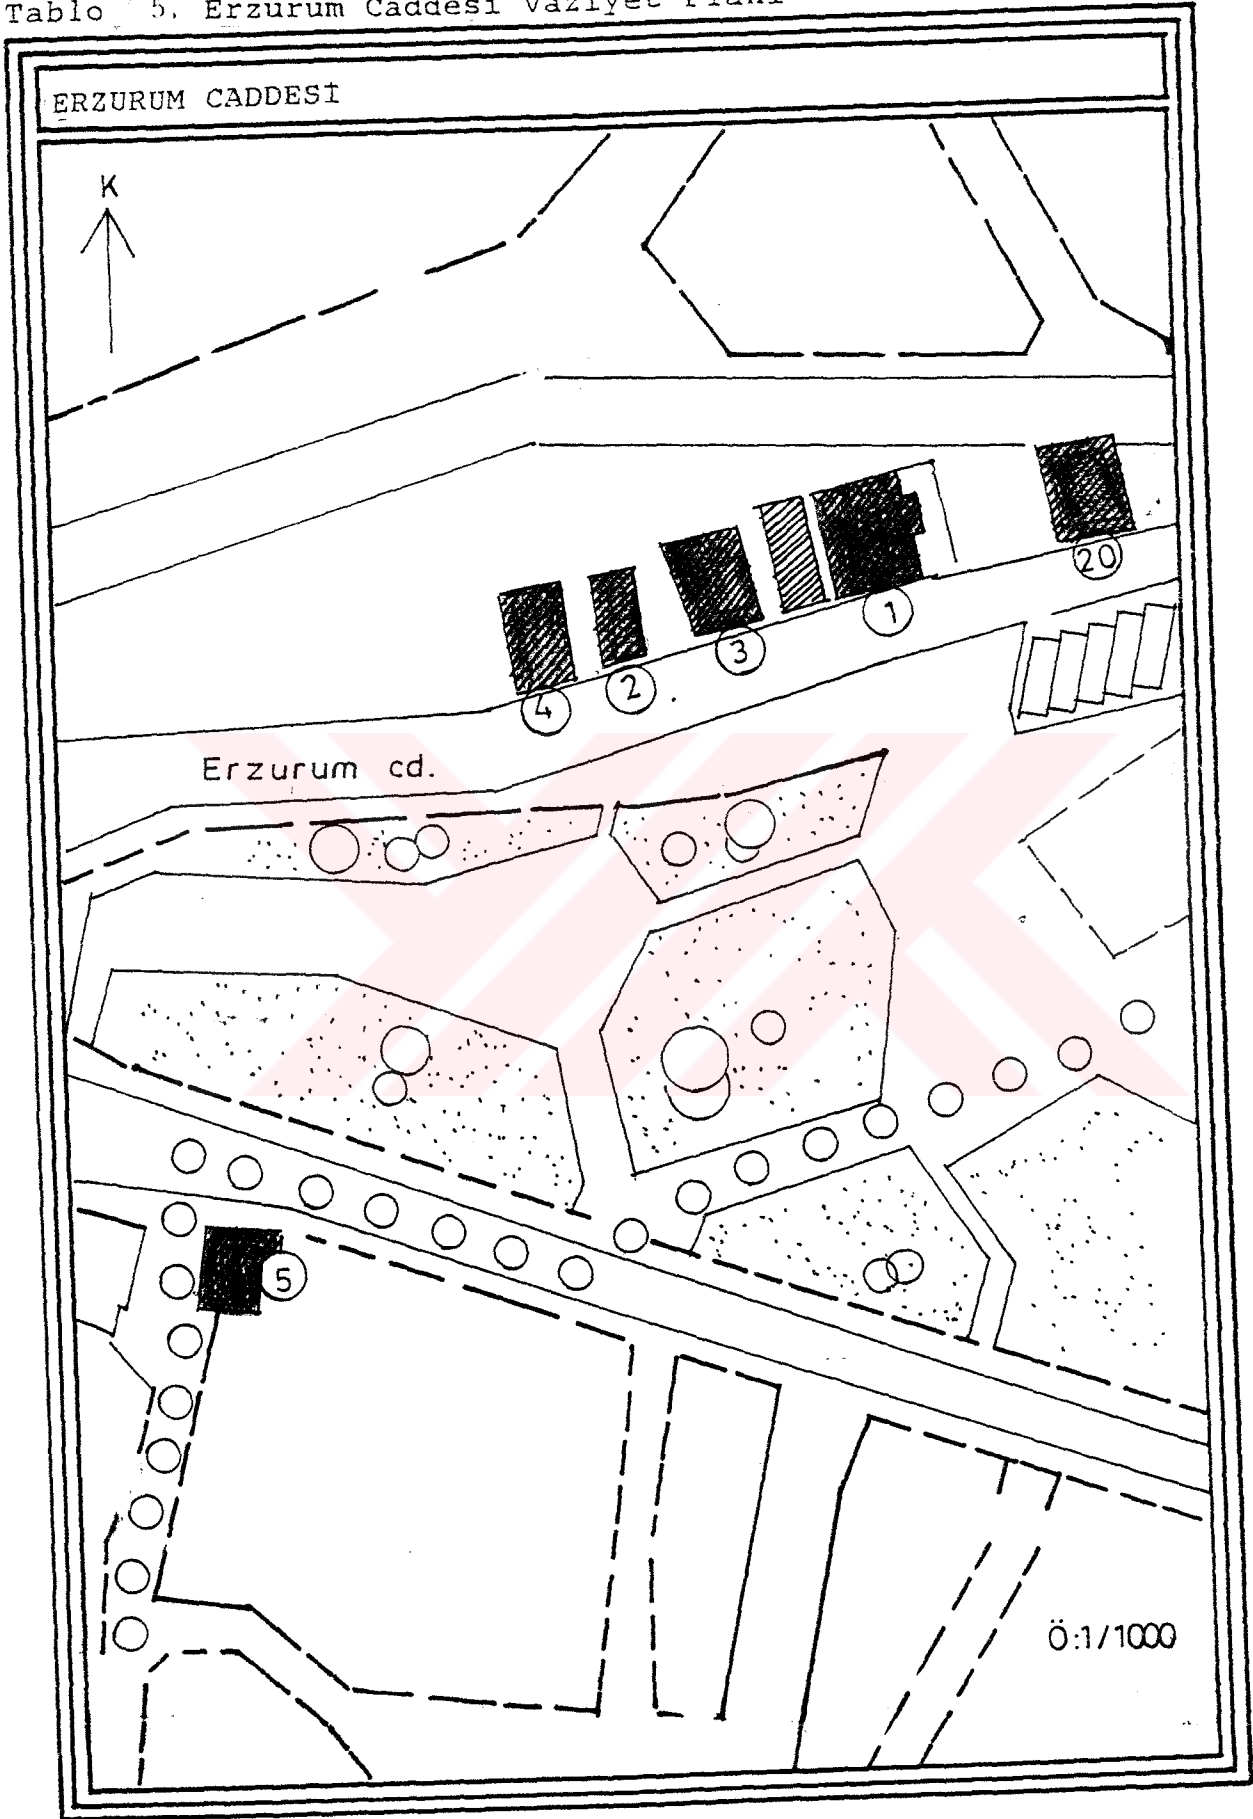 Tablo 5. Erzurum Caddesi Vaziyet Planı
ERZURUM CADDESİ
K
20
1
3
2
4
Erzurum cd.
5
Ö:1/1000